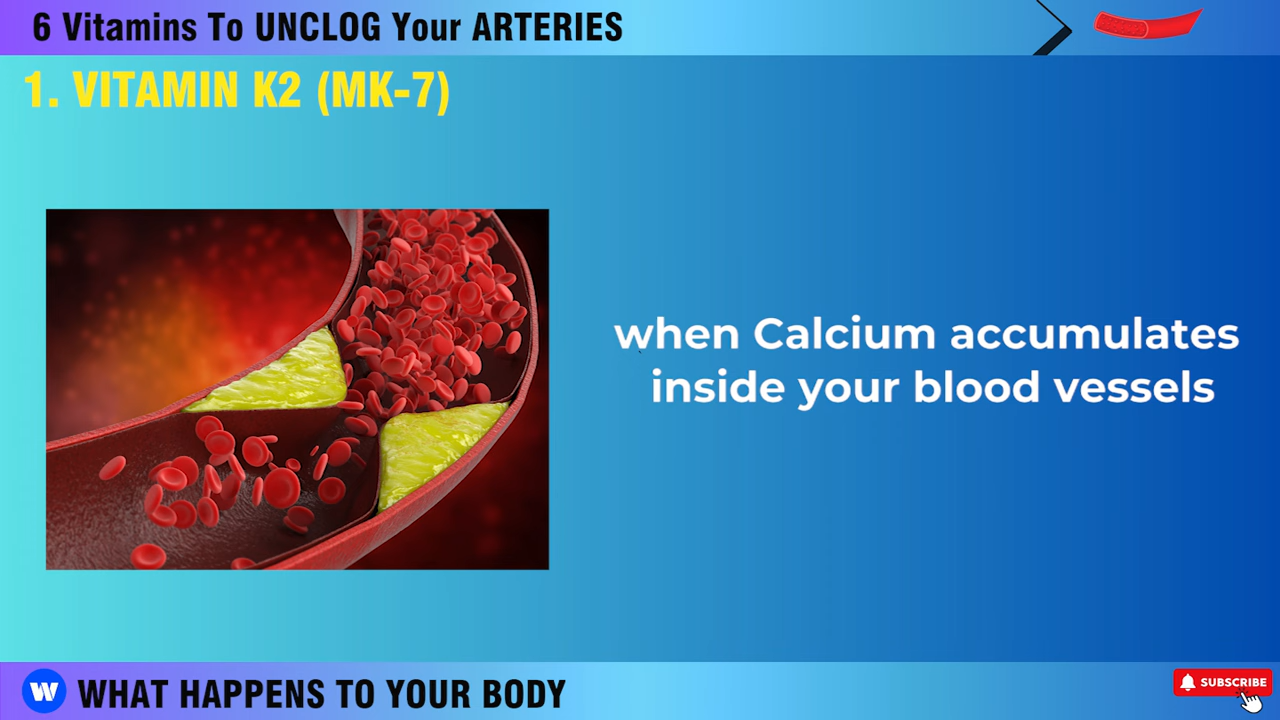 6 Vitamins To UNCLOG Your ARTERIES
1. VITAMIN K2 (MK-7)
when Calcium accumulates
inside your blood vessels
W WHAT HAPPENS TO YOUR BODY
SUBSCRIBE